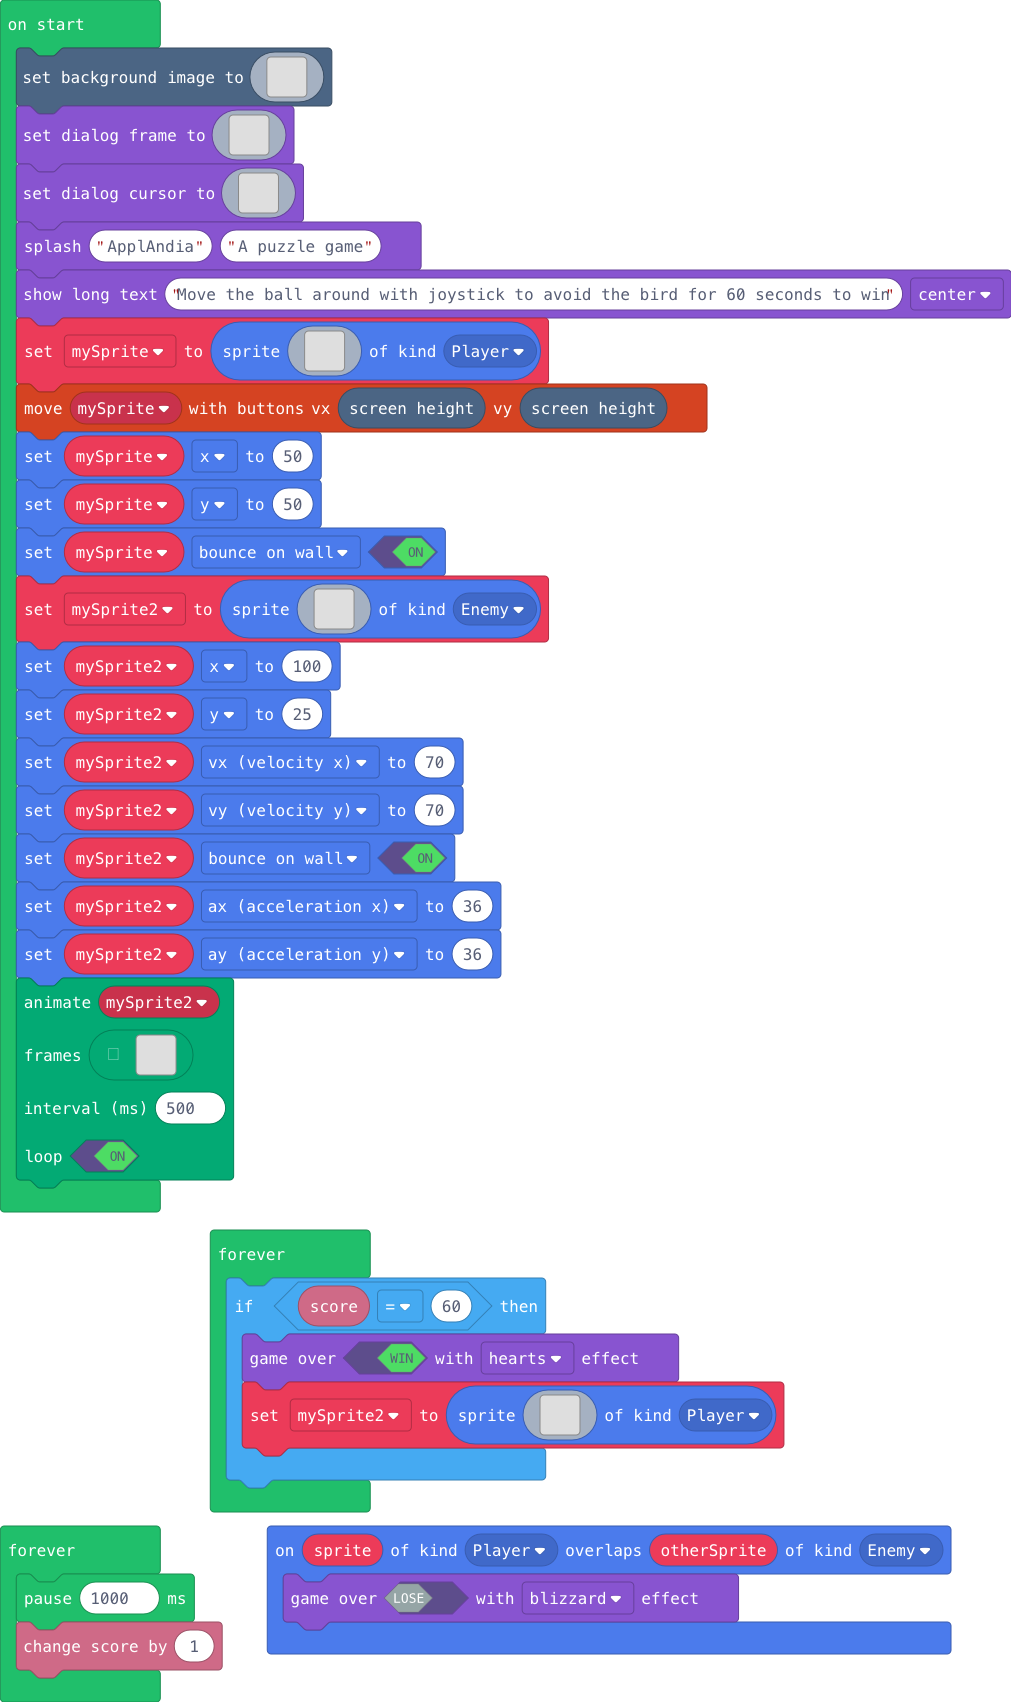 on start
set background image to
set dialog frame to
set dialog cursor to
splash "ApplAndia" "A puzzle game"
show long text "Move the ball around with joystick to avoid the bird for 60 seconds to win" center
set mySprite to sprite of kind Player
move mySprite with buttons vx screen height vy screen height
set mySprite x to 50
set mySprite y to 50
set mySprite bounce on wall ON
set mySprite2 to sprite of kind Enemy
set mySprite2 x to 100
set mySprite2 y to 25
set mySprite2 vx (velocity x) to 70
set mySprite2 vy (velocity y) to 70
set mySprite2 bounce on wall ON
set mySprite2 ax (acceleration x) to 36
set mySprite2 ay (acceleration y) to 36
animate mySprite2
frames
interval (ms) 500
loop ON
forever
if score = 60 then
game over WIN with hearts effect
set mySprite2 to sprite of kind Player
forever
pause 1000 ms
change score by 1
on sprite of kind Player overlaps otherSprite of kind Enemy
game over LOSE with blizzard effect